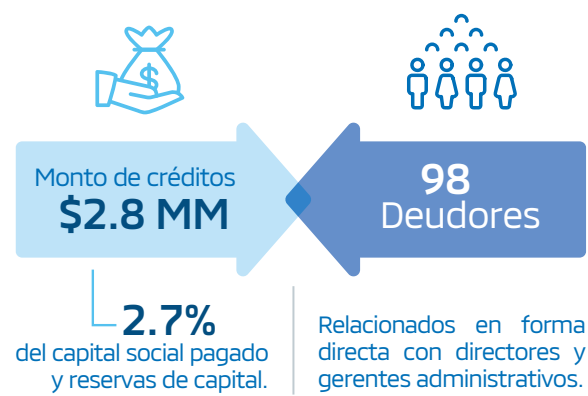 $
Monto de créditos
$2.8 MM
98
Deudores
2.7%
del capital social pagado
y reservas de capital.
Relacionados en forma
directa con directores y
gerentes administrativos.